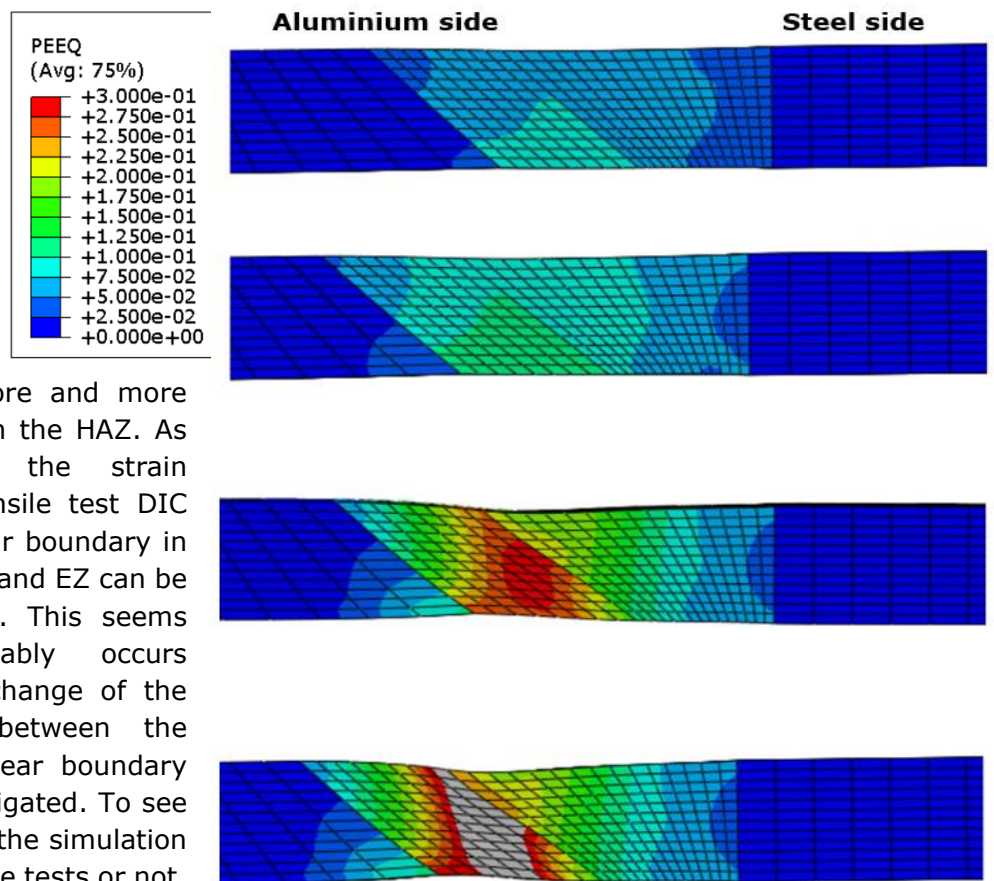 Aluminium side
Steel side
PEEQ
(Avg: 75%)
+3.000e-01
+2.750e-01
+2.500e-01
+2.250e-01
+2.000e-01
+1.750e-01
+1.500e-01
+1.250e-01
+1.000e-01
+7.500e-02
+5.000e-02
+2.500e-02
+0.000e+00
ore and more
the HAZ. As
the strain
nsile test DIC
r boundary in
and EZ can be
This seems
ably occurs
change of the
between the
ear boundary
igated. To see
the simulation
e tests or not.